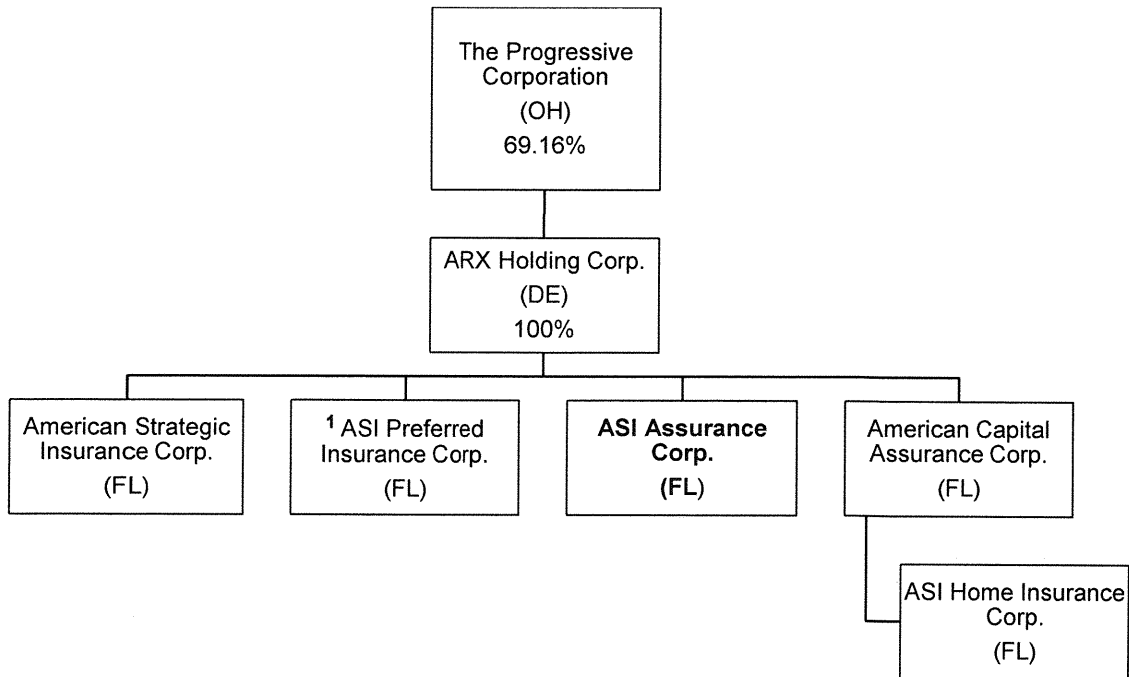 The Progressive
Corporation
(OH)
69.16%
ARX Holding Corp.
(DE)
100%
American Strategic
Insurance Corp.
(FL)
1 ASI Preferred
Insurance Corp.
(FL)
ASI Assurance
Corp.
(FL)
American Capital
Assurance Corp.
(FL)
ASI Home Insurance
Corp.
(FL)